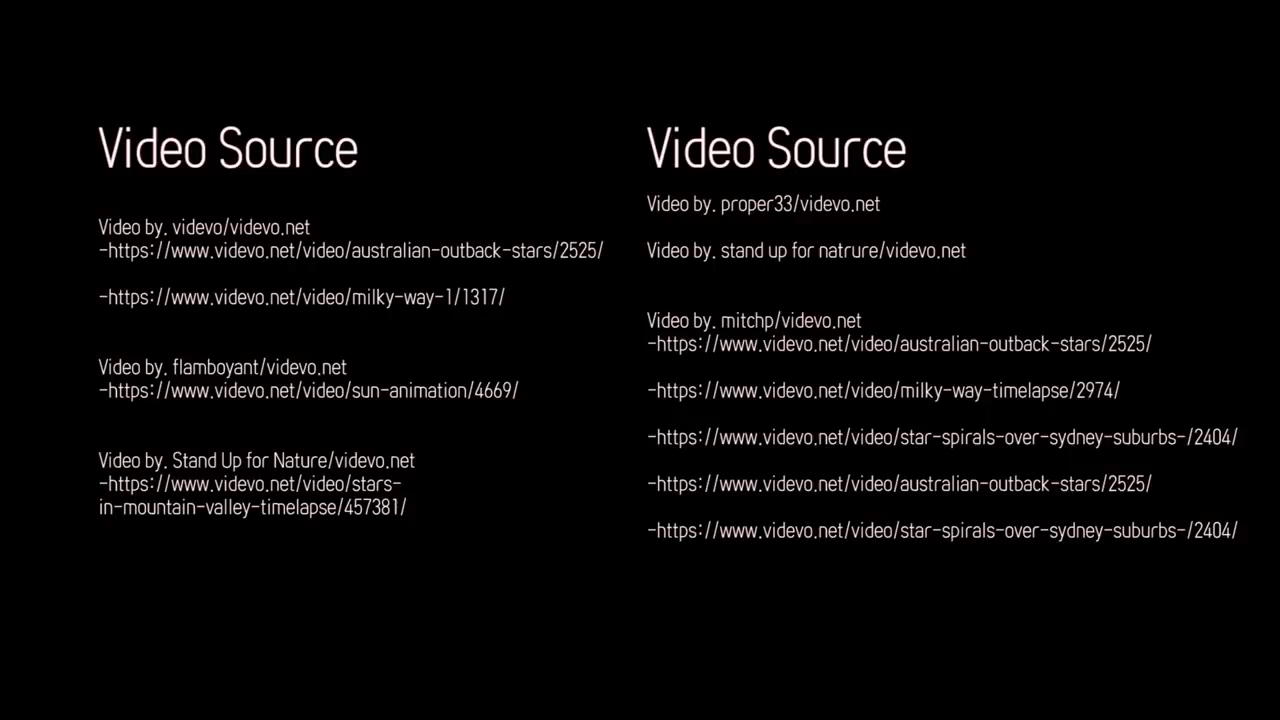 Video Source
Video by. videvo/videvo.net
-https://www.videvo.net/video/australian-outback-stars/2525/
-https://www.videvo.net/video/milky-way-1/1317/
Video by. flamboyant/videvo.net
-https://www.videvo.net/video/sun-animation/4669/
Video by. Stand Up for Nature/videvo.net
-https://www.videvo.net/video/stars-
in-mountain-valley-timelapse/457381/
Video Source
Video by. proper33/videvo.net
Video by. stand up for natrure/videvo.net
Video by. mitchp/videvo.net
-https://www.videvo.net/video/australian-outback-stars/2525/
-https://www.videvo.net/video/milky-way-timelapse/2974/
-https://www.videvo.net/video/star-spirals-over-sydney-suburbs-/2404/
-https://www.videvo.net/video/australian-outback-stars/2525/
-https://www.videvo.net/video/star-spirals-over-sydney-suburbs-/2404/